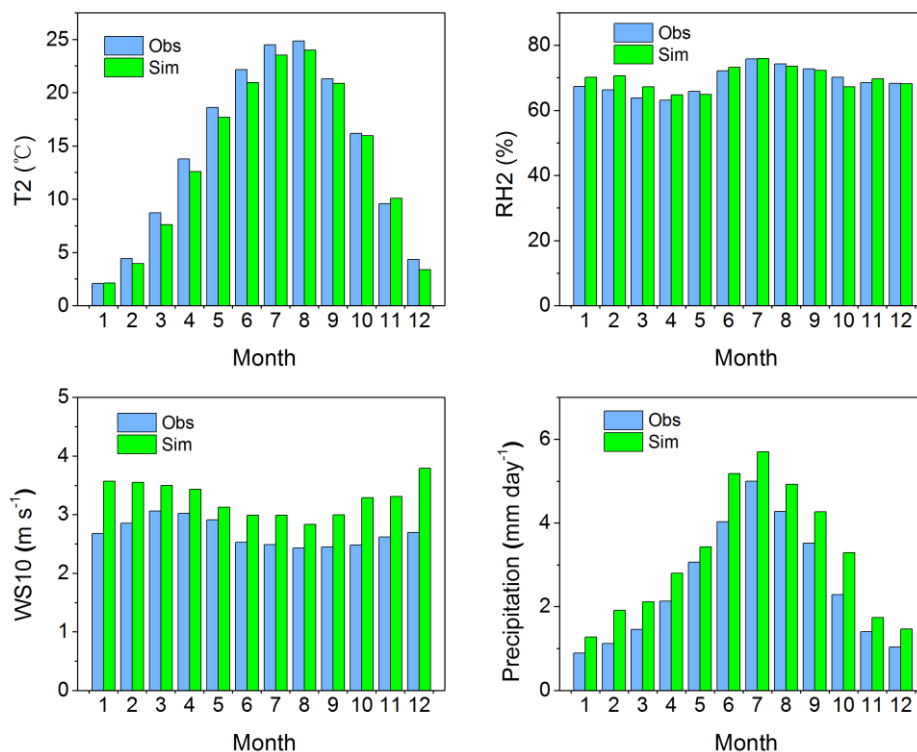 T2 (℃)
25
20
15
10
5
0
Obs
Sim
1 2 3 4 5 6 7 8 9 10 11 12
Month
RH2 (%)
80
60
40
20
0
Obs
Sim
1 2 3 4 5 6 7 8 9 10 11 12
Month
WS10 (m s⁻¹)
5
4
3
2
1
0
Obs
Sim
1 2 3 4 5 6 7 8 9 10 11 12
Month
Precipitation (mm day⁻¹)
6
4
2
0
Obs
Sim
1 2 3 4 5 6 7 8 9 10 11 12
Month